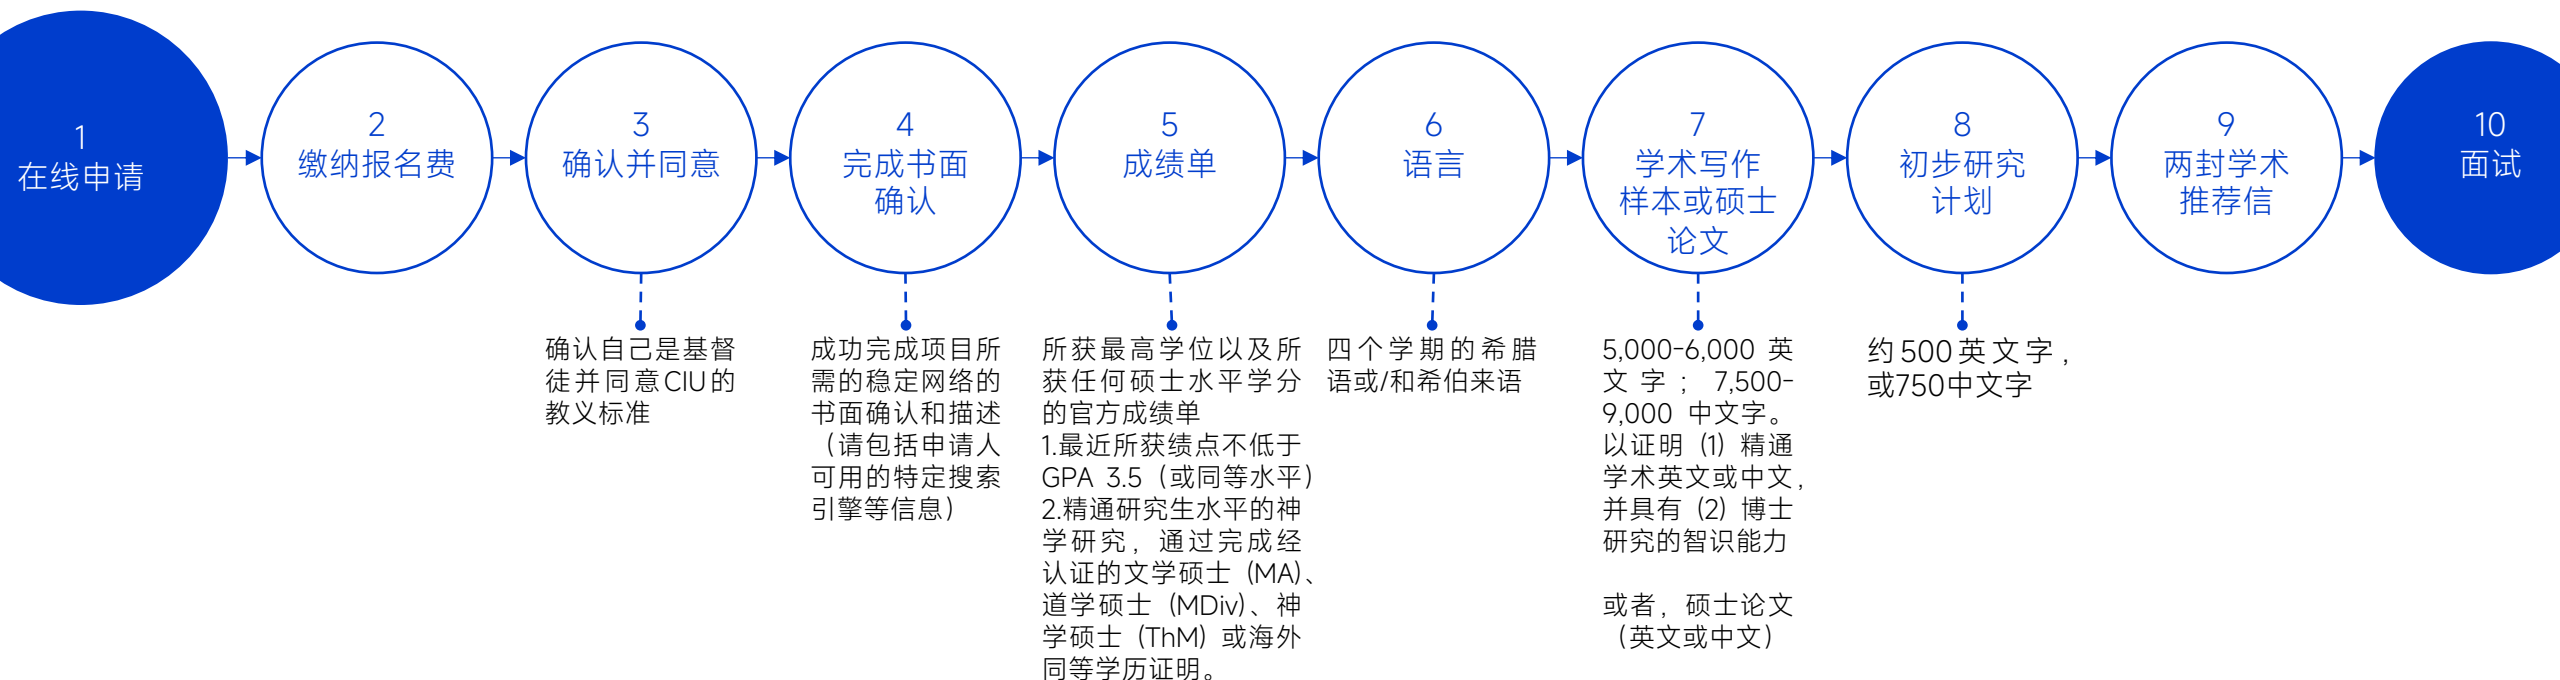 1
在线申请
2
缴纳报名费
3
确认并同意
4
完成书面
确认
5
成绩单
6
语言
7
学术写作
样本或硕士
论文
8
初步研究
计划
9
两封学术
推荐信
10
面试
确认自己是基督
徒并同意CIU的
教义标准
成功完成项目所
需的稳定网络的
书面确认和描述
（请包括申请人
可用的特定搜索
引擎等信息）
所获最高学位以及所
获任何硕士水平学分
的官方成绩单
1.最近所获绩点不低于
GPA 3.5（或同等水平）
2.精通研究生水平的神
学研究，通过完成经
认证的文学硕士 (MA)、
道学硕士 (MDiv)、神
学硕士 (ThM) 或海外
同等学历证明。
四个学期的希腊
语或/和希伯来语
5,000-6,000 英
文字；7,500-
9,000 中文字。
以证明 (1) 精通
学术英文或中文，
并具有 (2) 博士
研究的智识能力
或者，硕士论文
（英文或中文）
约500英文字，
或750中文字